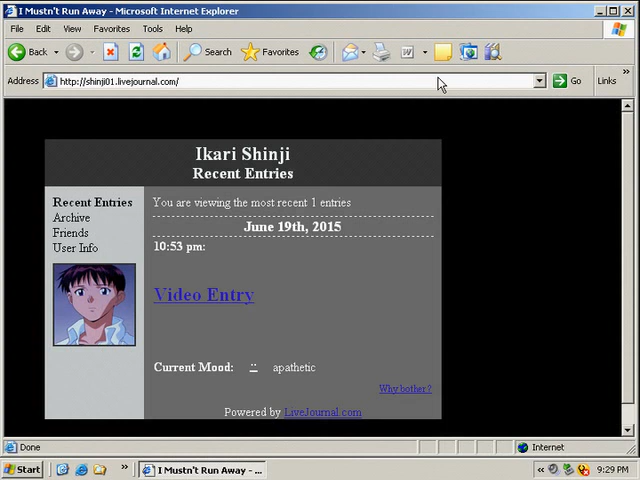 I Mustn't Run Away - Microsoft Internet Explorer
File Edit View Favorites Tools Help
Back Search Favorites W
Address http://shinji01.livejournal.com/ Go Links »
Ikari Shinji
Recent Entries
Recent Entries
Archive
Friends
User Info
You are viewing the most recent 1 entries
June 19th, 2015
10:53 pm:
Video Entry
Current Mood: apathetic
Why bother?
Powered by LiveJournal.com
Done Internet
Start » I Mustn't Run Away - ... « 9:29 PM